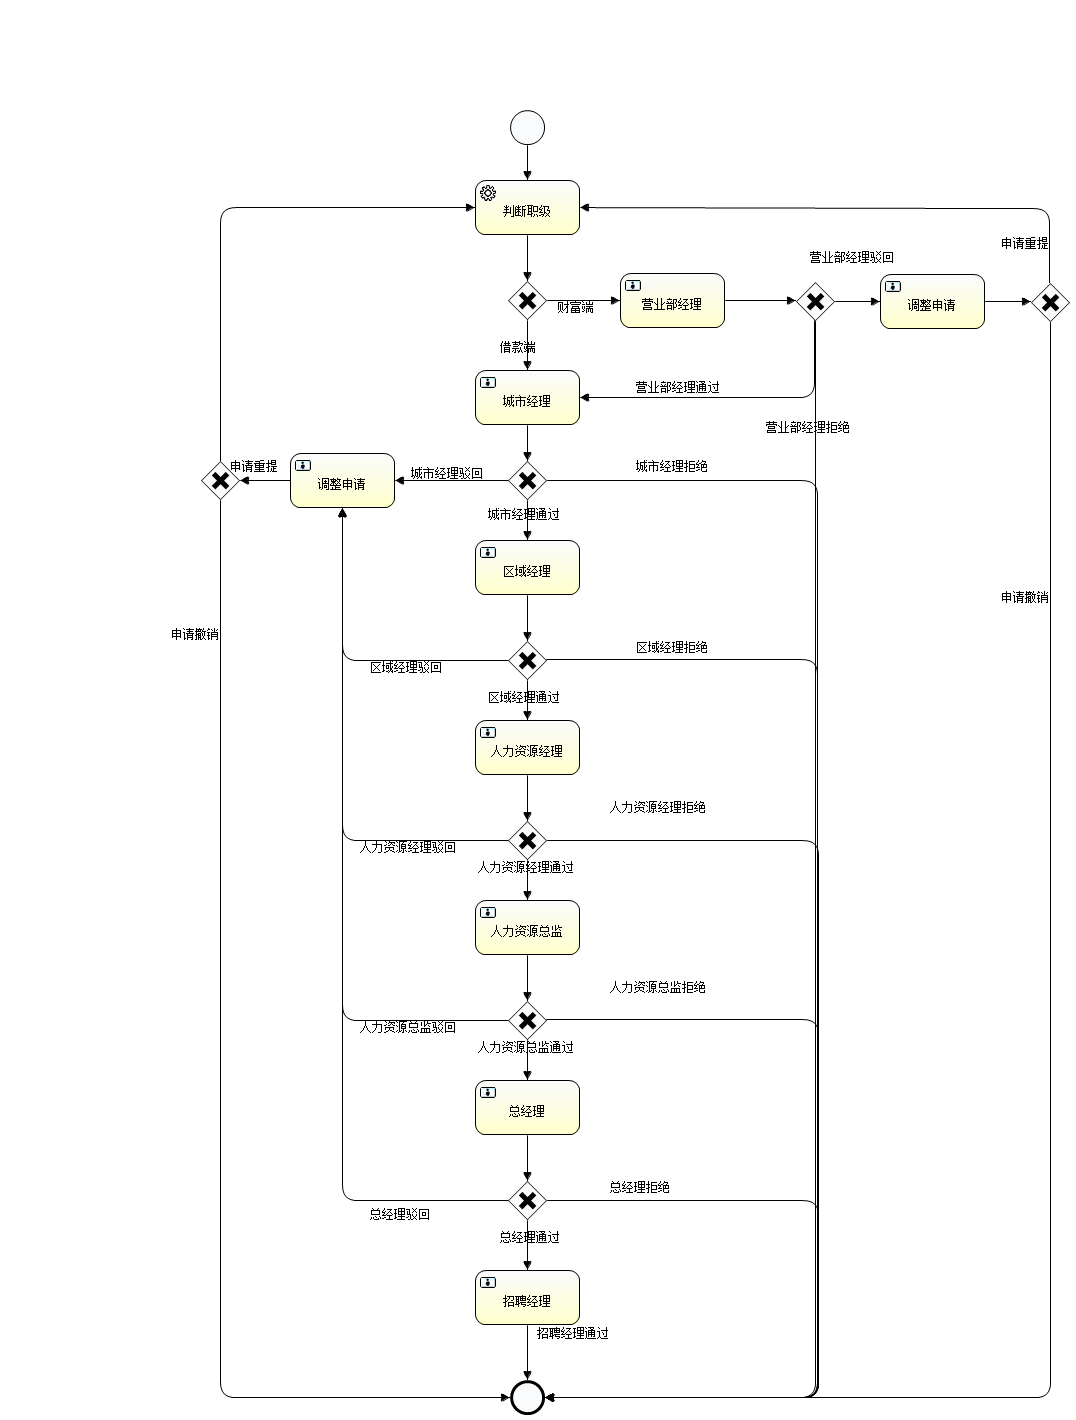 判断职级
申请重提
营业部经理驳回
财富端
营业部经理
调整申请
借款端
营业部经理通过
城市经理
营业部经理拒绝
申请重提
调整申请
城市经理驳回
城市经理拒绝
城市经理通过
区域经理
申请撤销
申请撤销
区域经理驳回
区域经理拒绝
区域经理通过
人力资源经理
人力资源经理拒绝
人力资源经理驳回
人力资源经理通过
人力资源总监
人力资源总监拒绝
人力资源总监驳回
人力资源总监通过
总经理
总经理拒绝
总经理驳回
总经理通过
招聘经理
招聘经理通过